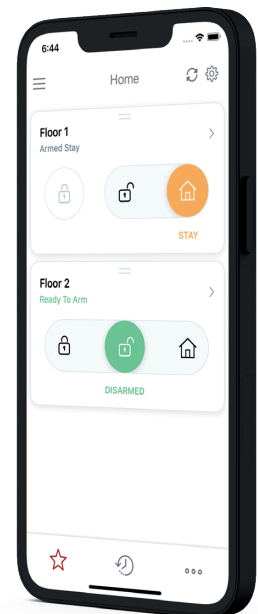 6:44
Home
Floor 1
Armed Stay
STAY
Floor 2
Ready To Arm
DISARMED